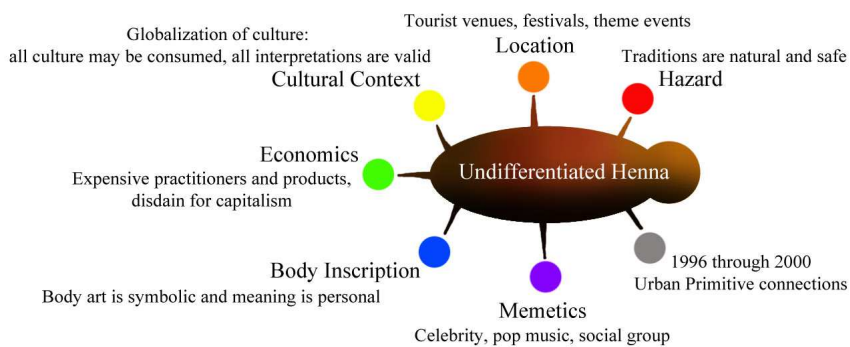 Globalization of culture:
all culture may be consumed, all interpretations are valid
Cultural Context
Tourist venues, festivals, theme events
Location
Traditions are natural and safe
Hazard
Economics
Expensive practitioners and products,
disdain for capitalism
Undifferentiated Henna
Body Inscription
Body art is symbolic and meaning is personal
Memetics
Celebrity, pop music, social group
1996 through 2000
Urban Primitive connections